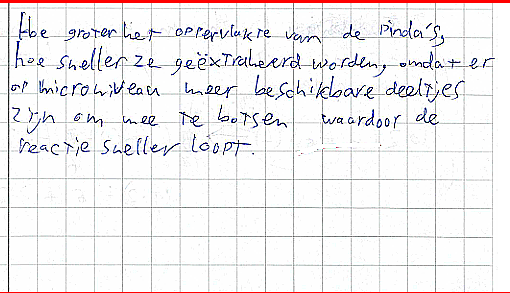 Hoe groter het oppervlakte van de pinda's,
hoe sneller ze geëxtraheerd worden, omdat er
op microniveau meer beschikbare deeltjes
zijn om mee te botsen waardoor de
reactie sneller loopt.